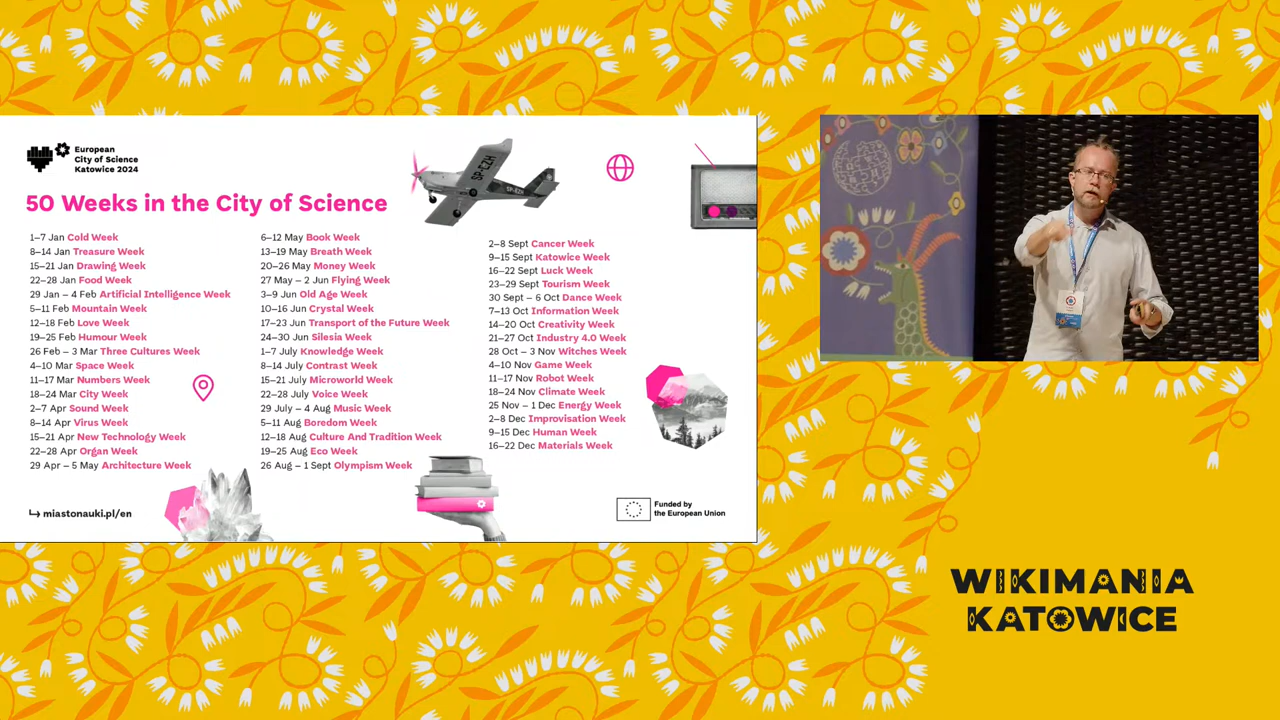 European
City of Science
Katowice 2024
50 Weeks in the City of Science
1–7 Jan Cold Week
8–14 Jan Treasure Week
15–21 Jan Drawing Week
22–28 Jan Food Week
29 Jan – 4 Feb Artificial Intelligence Week
5–11 Feb Mountain Week
12–18 Feb Love Week
19–25 Feb Humour Week
26 Feb – 3 Mar Three Cultures Week
4–10 Mar Space Week
11–17 Mar Numbers Week
18–24 Mar City Week
2–7 Apr Sound Week
8–14 Apr Virus Week
15–21 Apr New Technology Week
22–28 Apr Organ Week
29 Apr – 5 May Architecture Week
6–12 May Book Week
13–19 May Breath Week
20–26 May Money Week
27 May – 2 Jun Flying Week
3–9 Jun Old Age Week
10–16 Jun Crystal Week
17–23 Jun Transport of the Future Week
24–30 Jun Silesia Week
1–7 July Knowledge Week
8–14 July Contrast Week
15–21 July Microworld Week
22–28 July Voice Week
29 July – 4 Aug Music Week
5–11 Aug Boredom Week
12–18 Aug Culture And Tradition Week
19–25 Aug Eco Week
26 Aug – 1 Sept Olympism Week
2–8 Sept Cancer Week
9–15 Sept Katowice Week
16–22 Sept Luck Week
23–29 Sept Tourism Week
30 Sept – 6 Oct Dance Week
7–13 Oct Information Week
14–20 Oct Creativity Week
21–27 Oct Industry 4.0 Week
28 Oct – 3 Nov Witches Week
4–10 Nov Game Week
11–17 Nov Robot Week
18–24 Nov Climate Week
25 Nov – 1 Dec Energy Week
2–8 Dec Improvisation Week
9–15 Dec Human Week
16–22 Dec Materials Week
SP-CZH
SP-CZH
miastonauki.pl/en
Funded by
the European Union
WIKIMANIA
KATOWICE